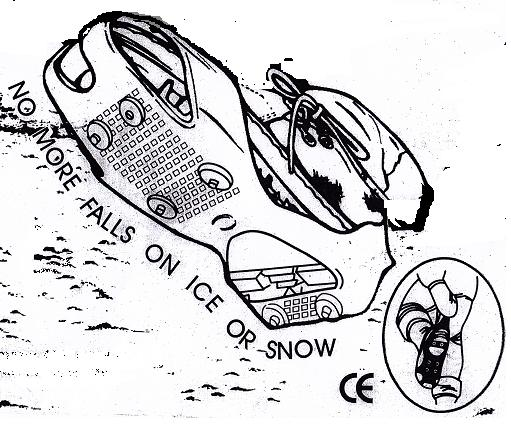 NO MORE FALLS ON ICE OR SNOW
CE